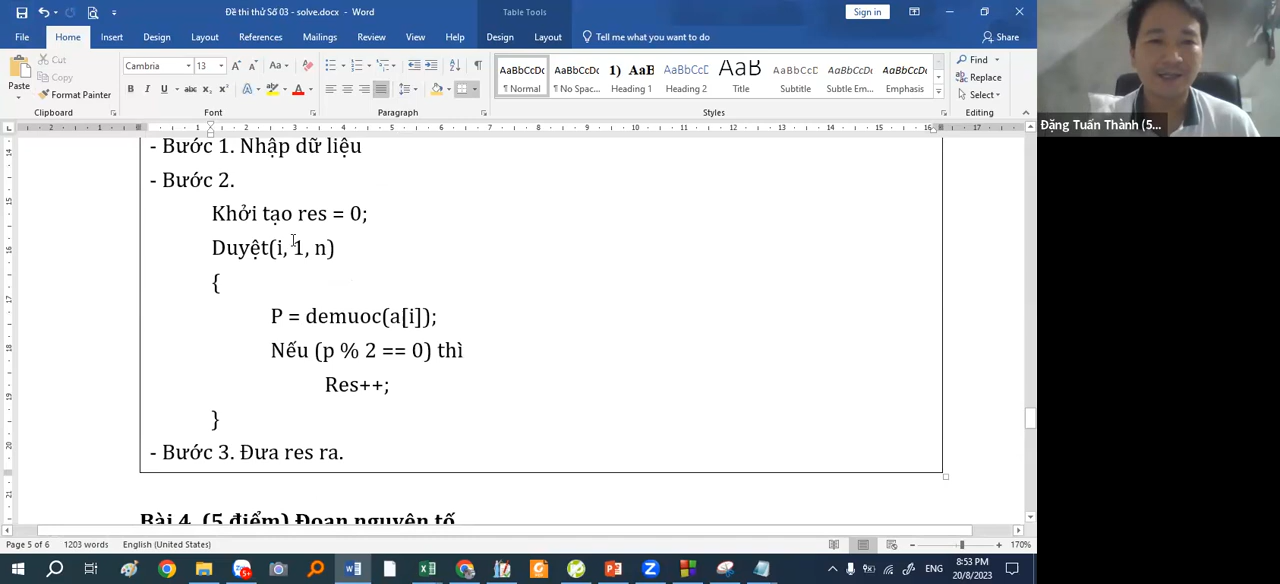 Đề thi thử Số 03 - solve.docx - Word
Table Tools
Sign in
File Home Insert Design Layout References Mailings Review View Help Design Layout Tell me what you want to do Share
Cut
Copy
Format Painter
Paste
Cambria 13
Clipboard Font Paragraph Styles Editing
AaBbCcDc AaBbCcDc 1) AaB AaBbCcD AaB AaBbCcD AaBbCcDc AaBbCcDc
¶ Normal ¶ No Spac... Heading 1 Heading 2 Title Subtitle Subtle Em... Emphasis
Find
Replace
Select
Đặng Tuấn Thành (5...
- Bước 1. Nhập dữ liệu
- Bước 2.
Khởi tạo res = 0;
Duyệt(i, 1, n)
{
P = demuoc(a[i]);
Nếu (p % 2 == 0) thì
Res++;
}
- Bước 3. Đưa res ra.
Bài 4. (5 điểm) Đoạn nguyên tố
Page 5 of 6 1203 words English (United States) 170%
ENG
8:53 PM
20/8/2023